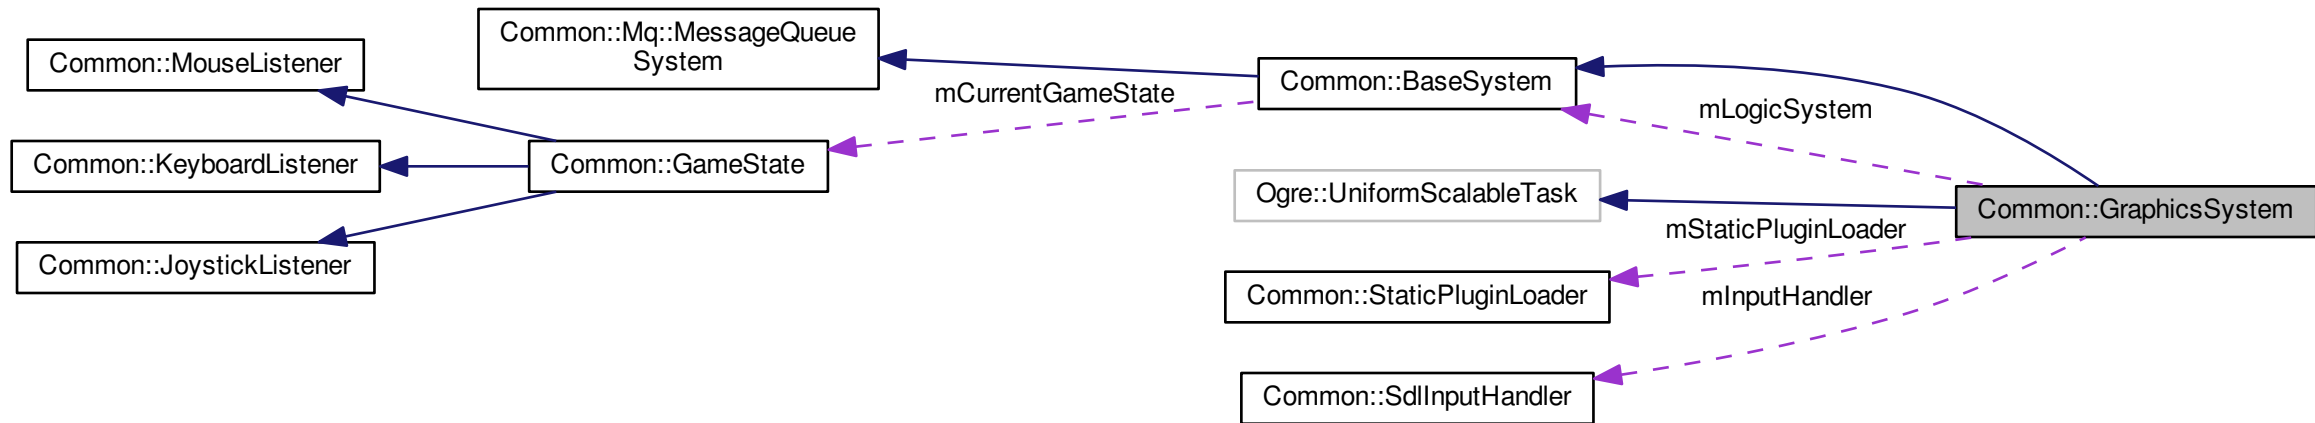 Common::MouseListener
Common::KeyboardListener
Common::JoystickListener
Common::Mq::MessageQueue
System
Common::GameState
mCurrentGameState
Common::BaseSystem
Ogre::UniformScalableTask
Common::StaticPluginLoader
Common::SdlInputHandler
mLogicSystem
mStaticPluginLoader
mInputHandler
Common::GraphicsSystem